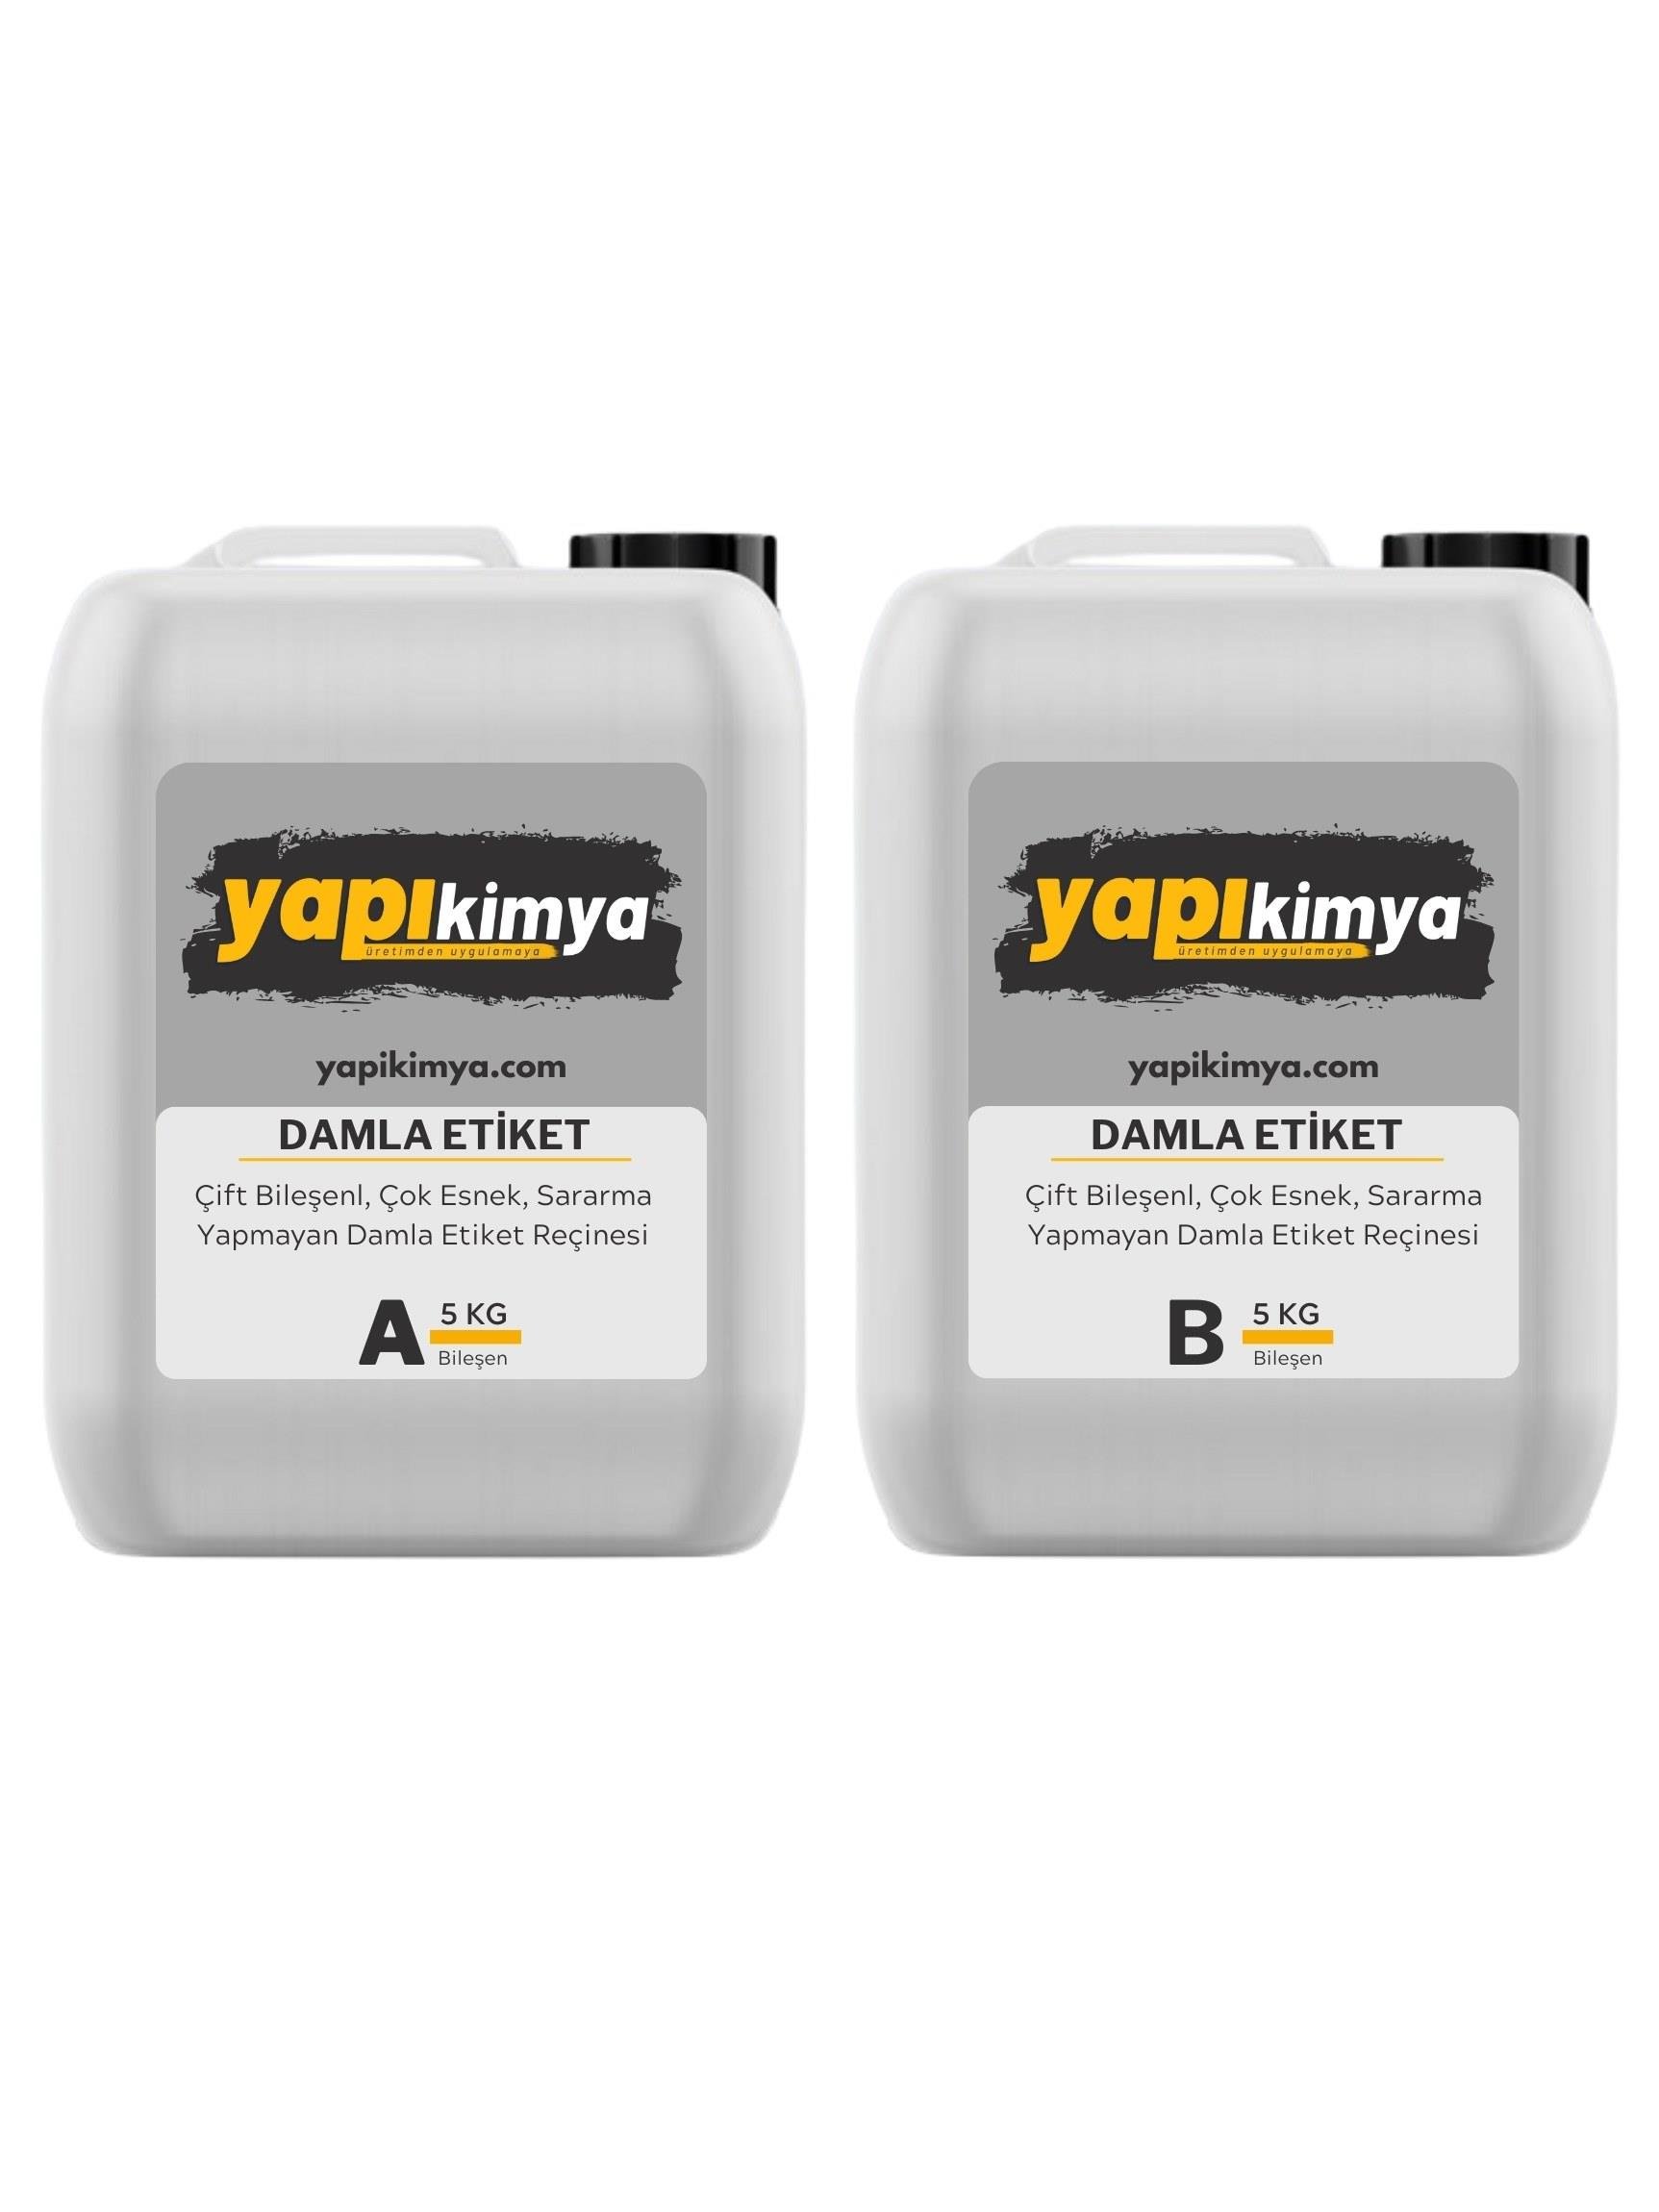 yapıkimya
üretimden uygulamaya
yapikimya.com
DAMLA ETİKET
Çift Bileşenl, Çok Esnek, Sararma
Yapmayan Damla Etiket Reçinesi
A 5 KG
Bileşen
yapıkimya
üretimden uygulamaya
yapikimya.com
DAMLA ETİKET
Çift Bileşenl, Çok Esnek, Sararma
Yapmayan Damla Etiket Reçinesi
B 5 KG
Bileşen